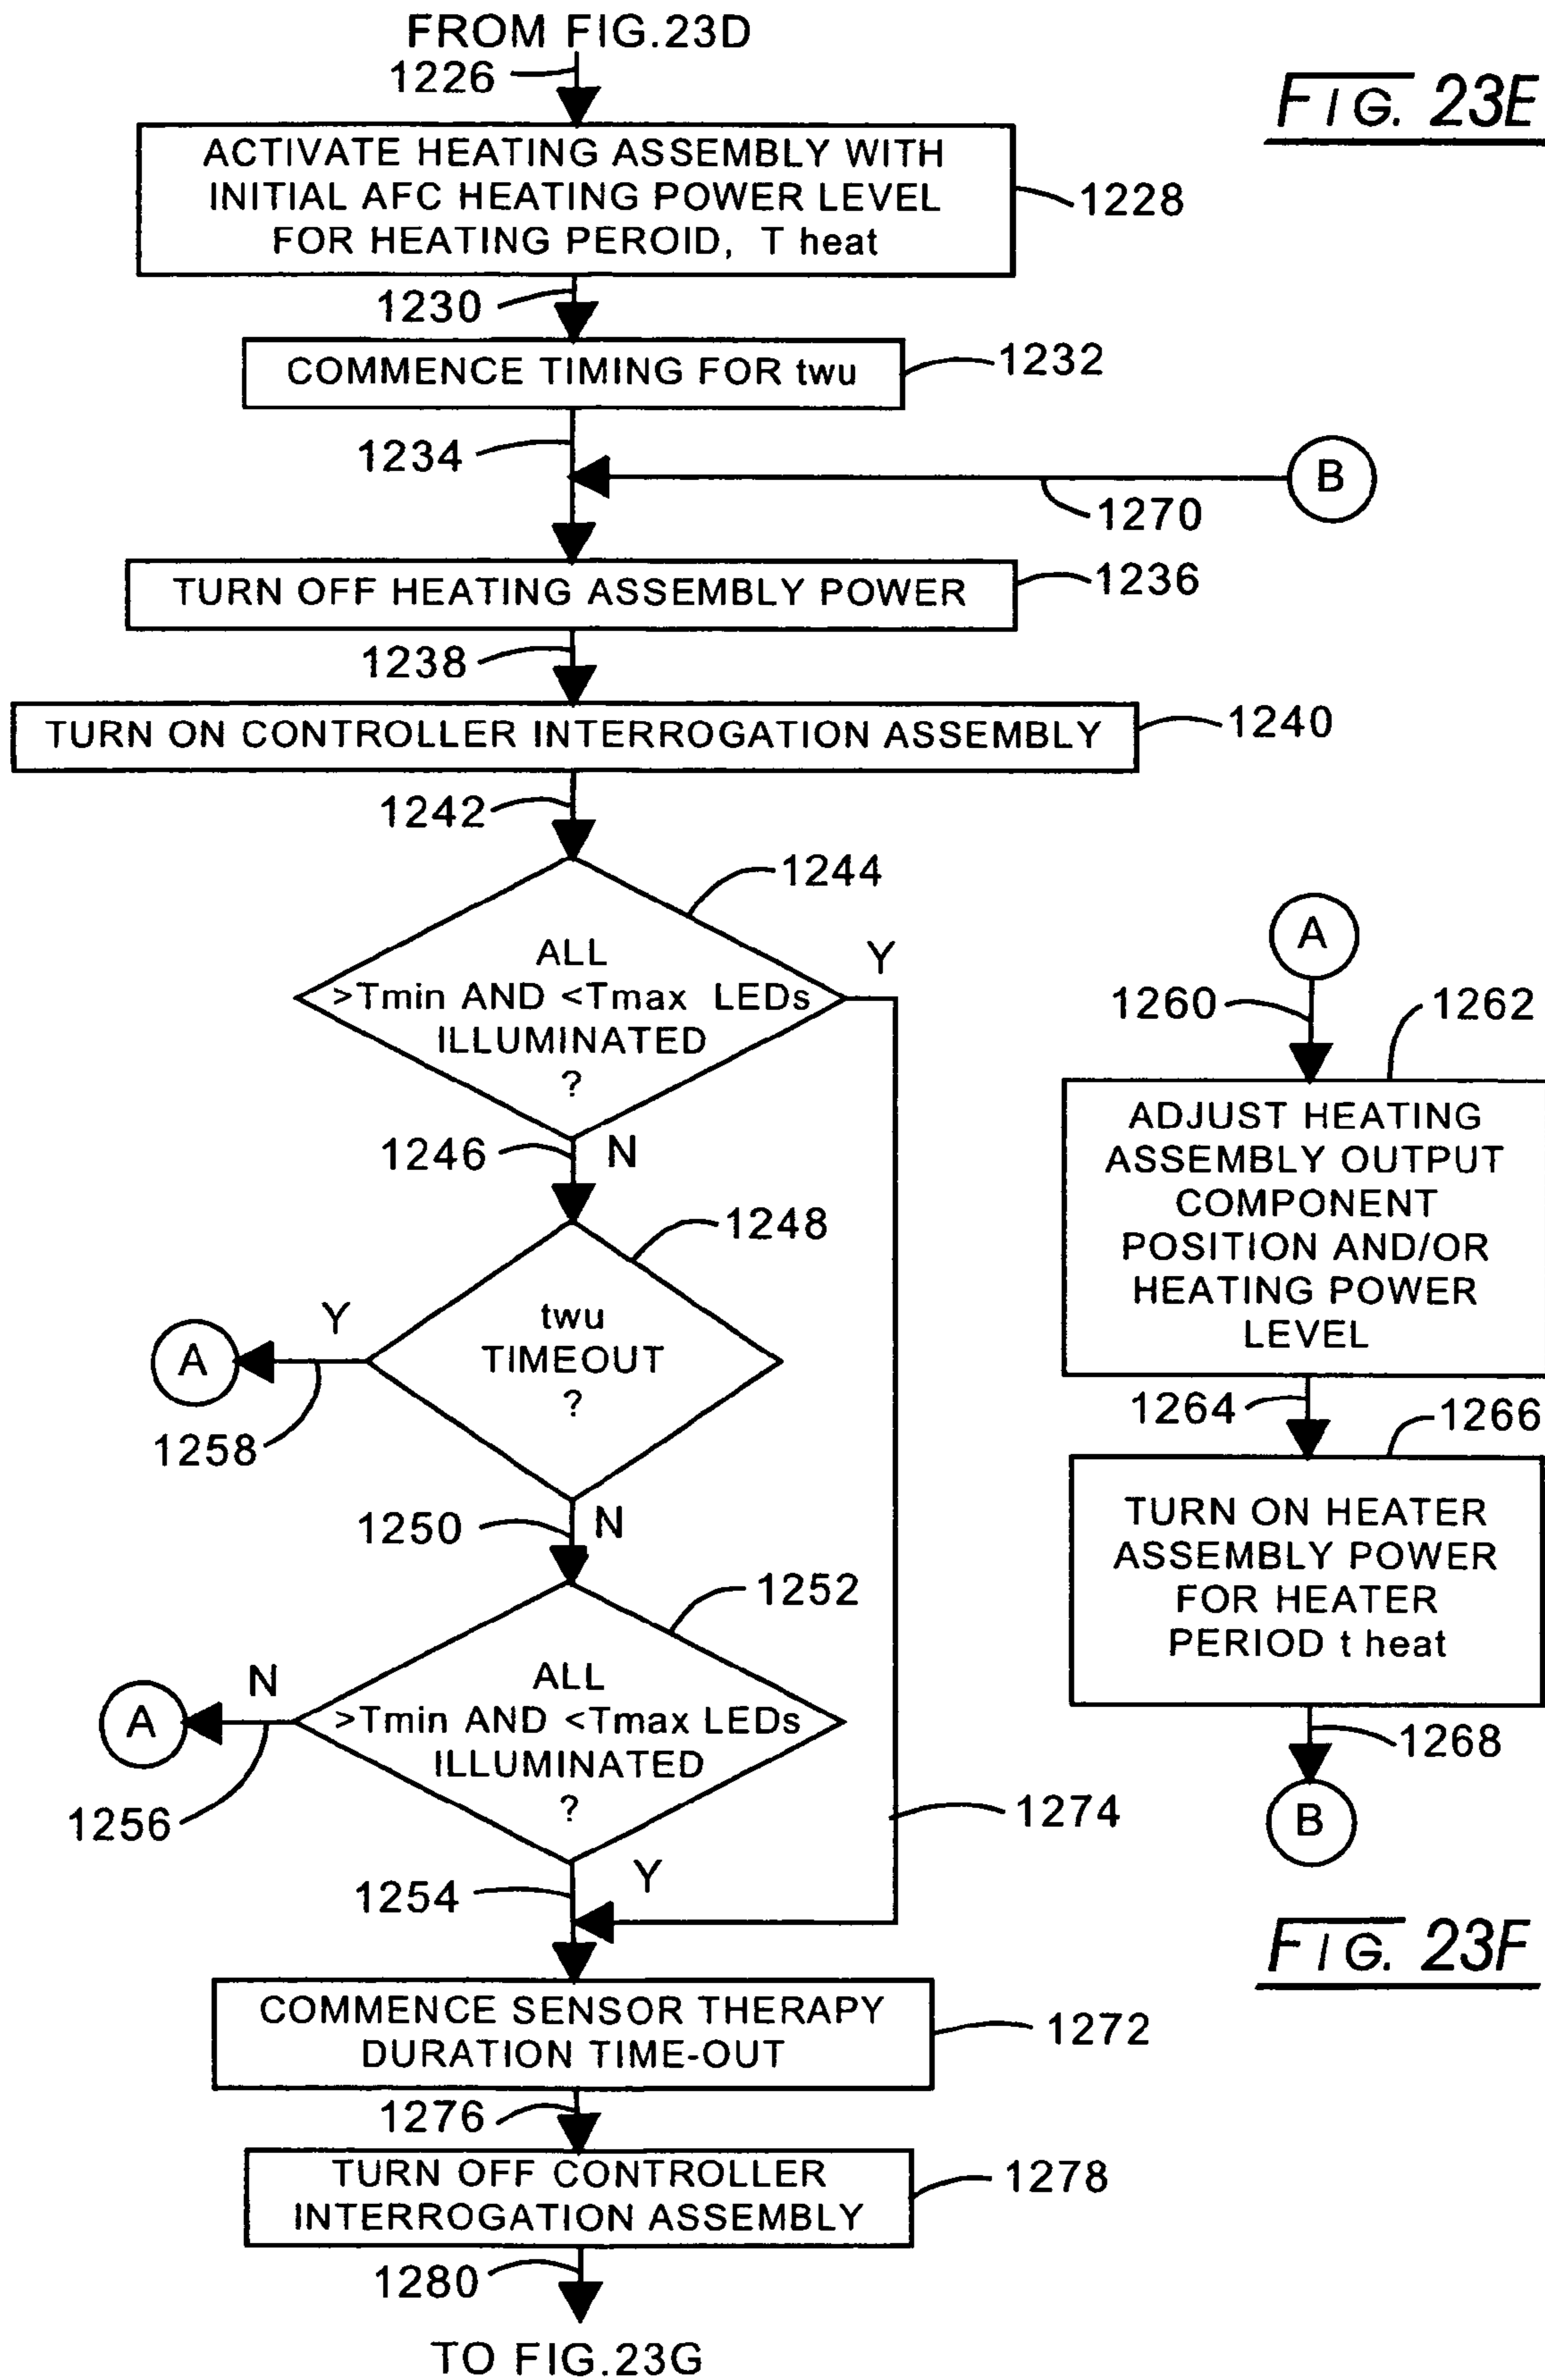 FROM FIG.23D
1226
FIG. 23E
ACTIVATE HEATING ASSEMBLY WITH
INITIAL AFC HEATING POWER LEVEL
FOR HEATING PEROID, T heat
1228
1230
COMMENCE TIMING FOR twu
1232
1234
B
1270
TURN OFF HEATING ASSEMBLY POWER
1236
1238
TURN ON CONTROLLER INTERROGATION ASSEMBLY
1240
1242
1244
ALL
>Tmin AND <Tmax LEDs
ILLUMINATED
?
Y
1246
N
1248
twu
TIMEOUT
?
Y
A
1258
1250
N
1252
ALL
>Tmin AND <Tmax LEDs
ILLUMINATED
?
N
A
1256
1274
1254
Y
COMMENCE SENSOR THERAPY
DURATION TIME-OUT
1272
1276
TURN OFF CONTROLLER
INTERROGATION ASSEMBLY
1278
1280
TO FIG.23G
A
1260
1262
ADJUST HEATING
ASSEMBLY OUTPUT
COMPONENT
POSITION AND/OR
HEATING POWER
LEVEL
1264
1266
TURN ON HEATER
ASSEMBLY POWER
FOR HEATER
PERIOD t heat
1268
B
FIG. 23F